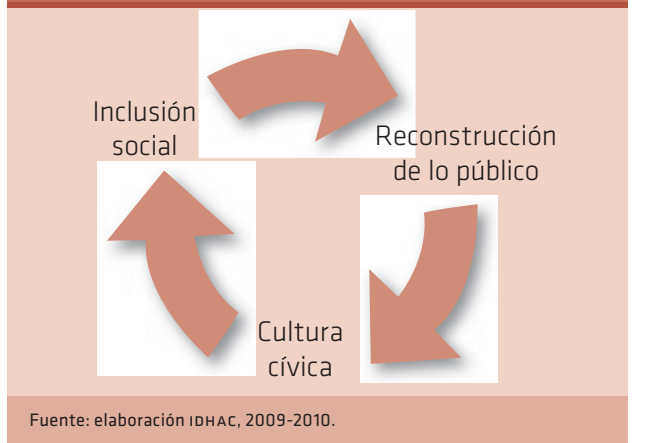 Inclusión
social
Reconstrucción
de lo público
Cultura
cívica
Fuente: elaboración IDHAC, 2009-2010.